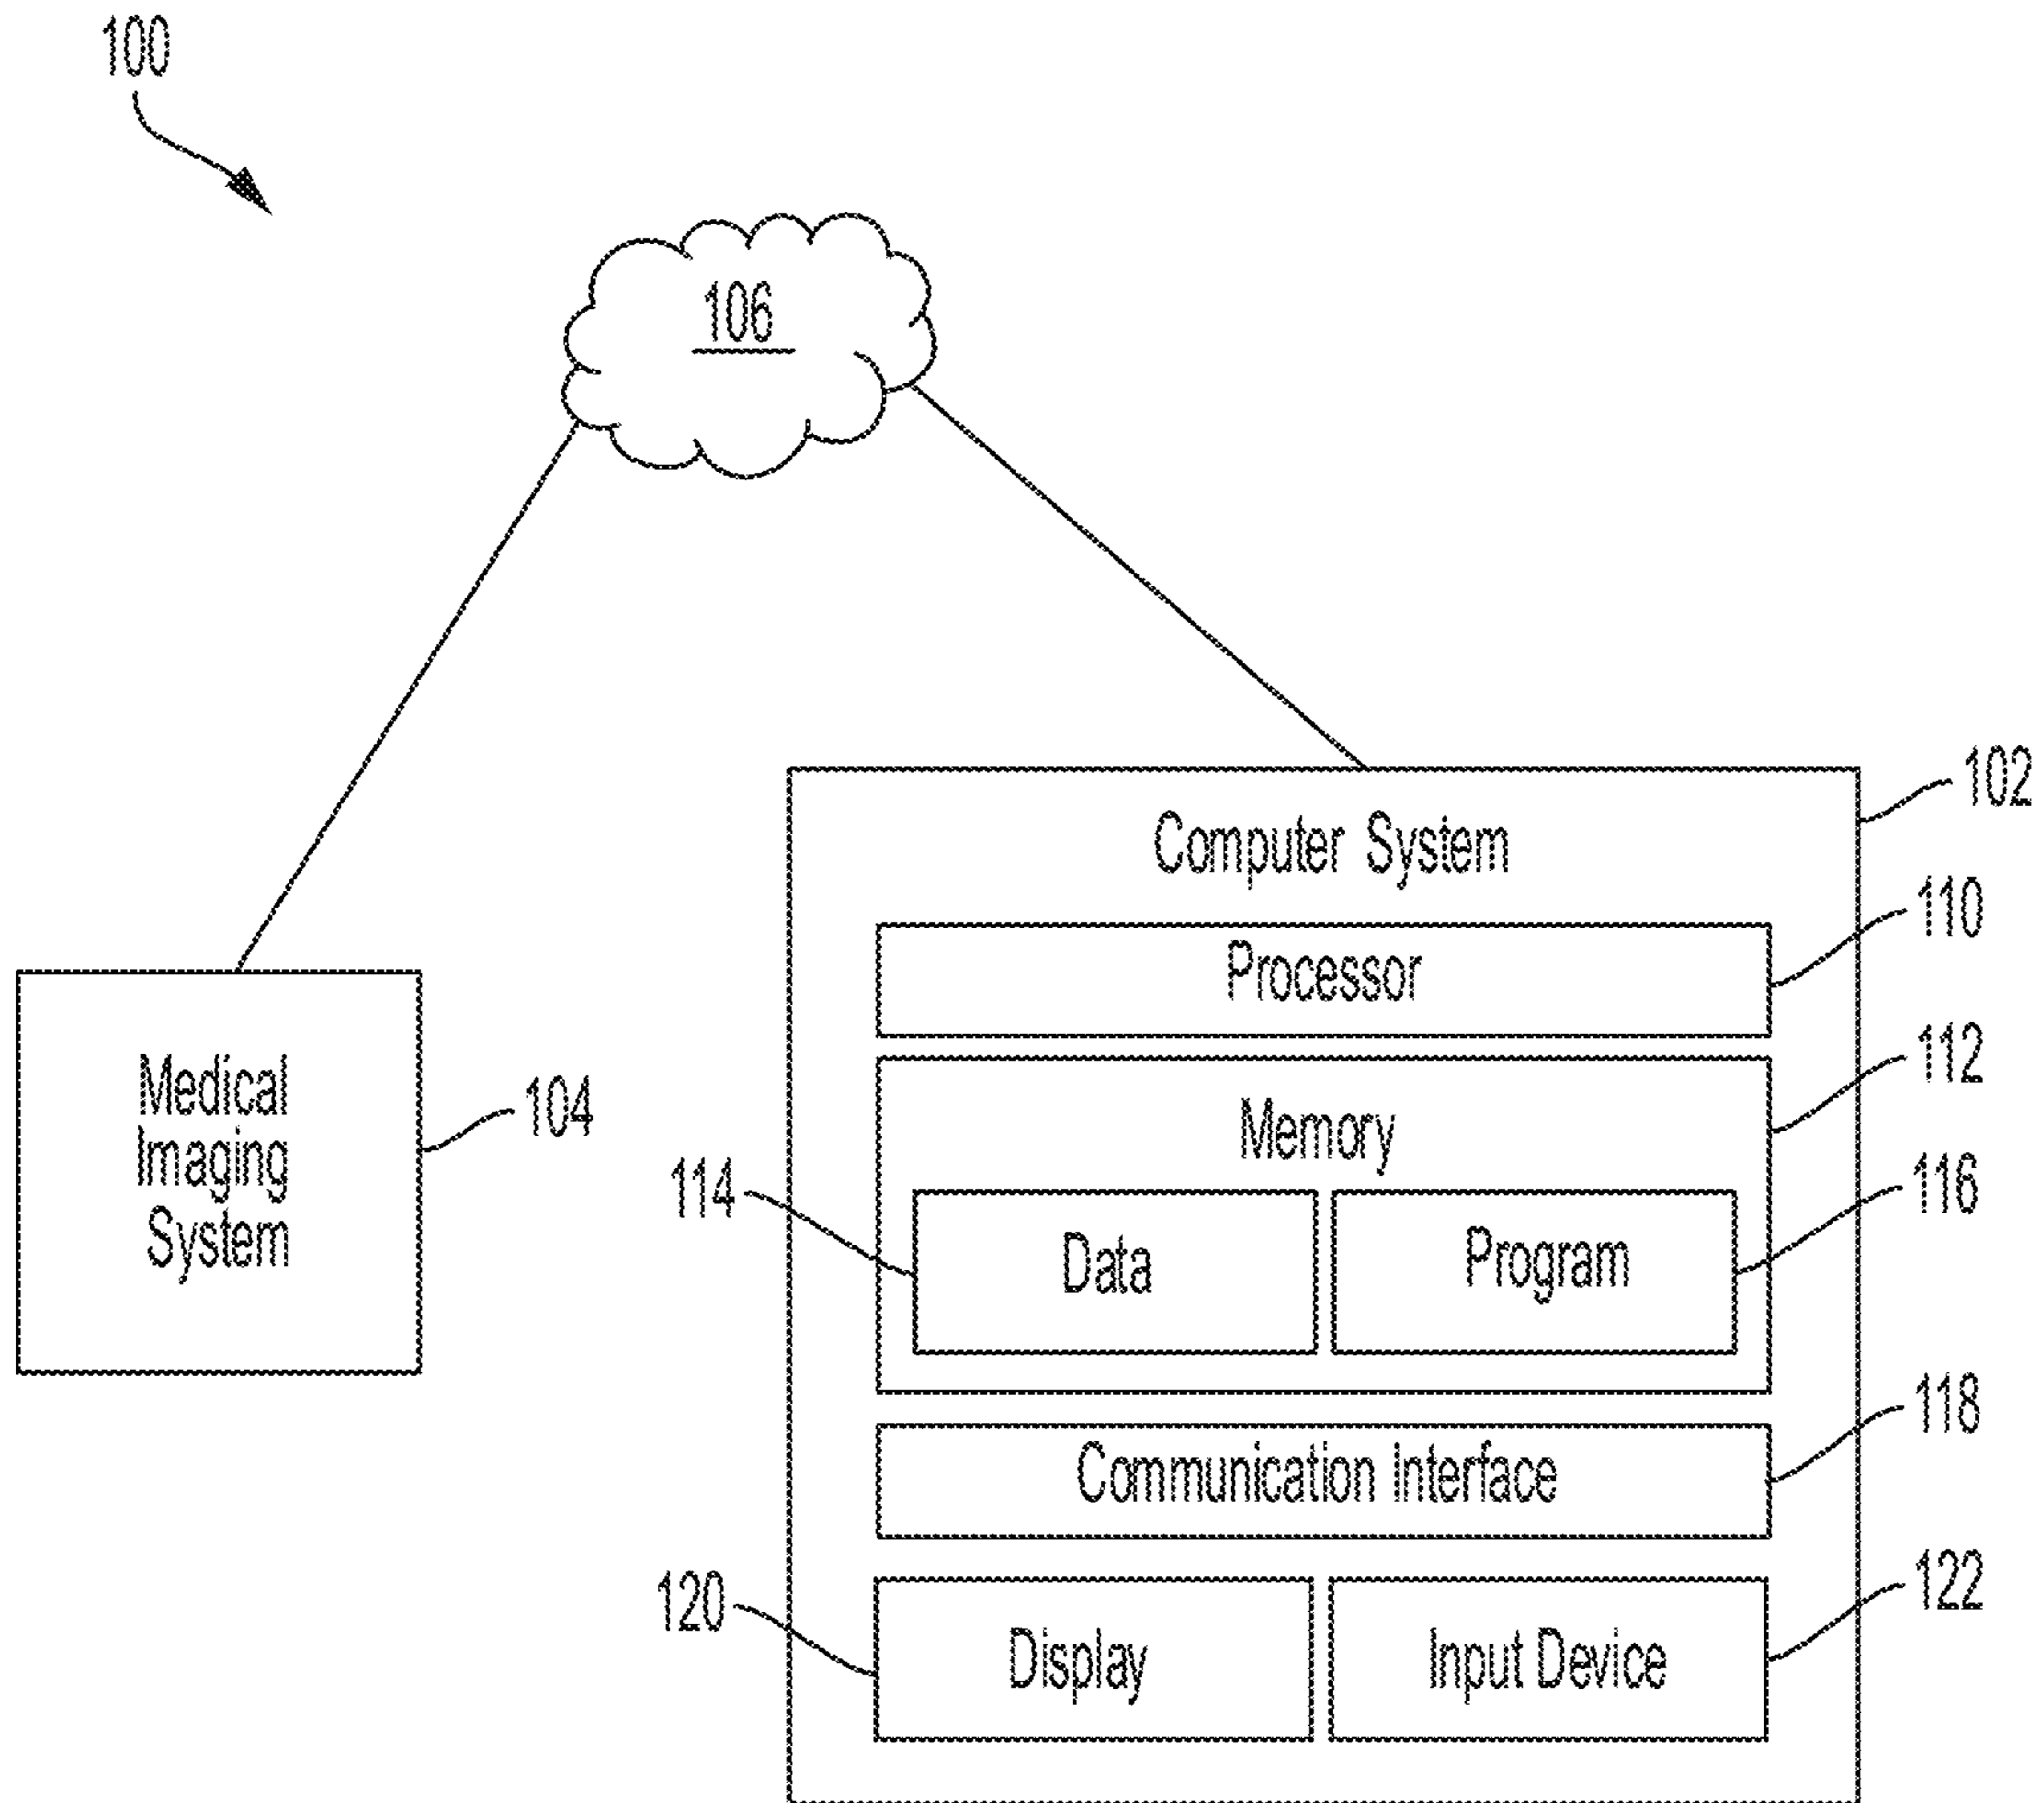 100
106
102
Computer System
110
Processor
112
Medical
Imaging
System
104
Memory
114
116
Data
Program
118
Communication Interface
120
122
Display
Input Device